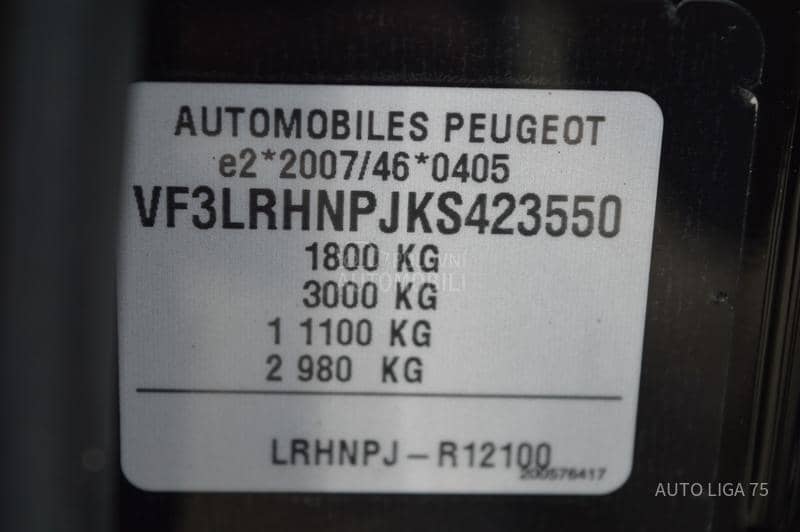 AUTOMOBILES PEUGEOT
e2*2007/46*0405
VF3LRHNPJKS423550
1800 KG
3000 KG
1 1100 KG
2 980 KG
LRHNPJ-R12100
200576417
AUTO LIGA 75